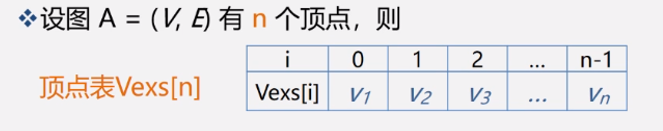 ❖设图 A = (V, E) 有 n 个顶点，则
i 0 1 2 ... n-1
顶点表Vexs[n]
Vexs[i] v1 v2 v3 ... vn